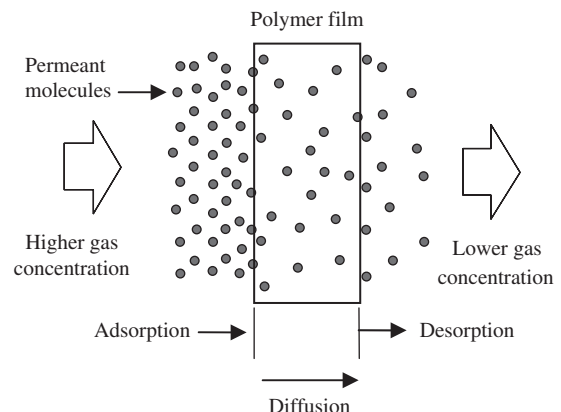 Polymer film
Permeant
molecules
Higher gas
concentration
Lower gas
concentration
Adsorption
Desorption
Diffusion